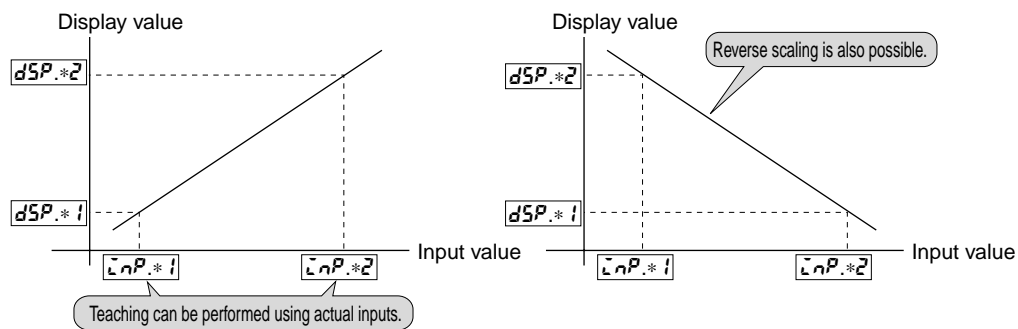 Display value
dSP.*2
dSP.*1
Input value
inP.*1
inP.*2
Teaching can be performed using actual inputs.
Display value
Reverse scaling is also possible.
dSP.*2
dSP.*1
Input value
inP.*1
inP.*2